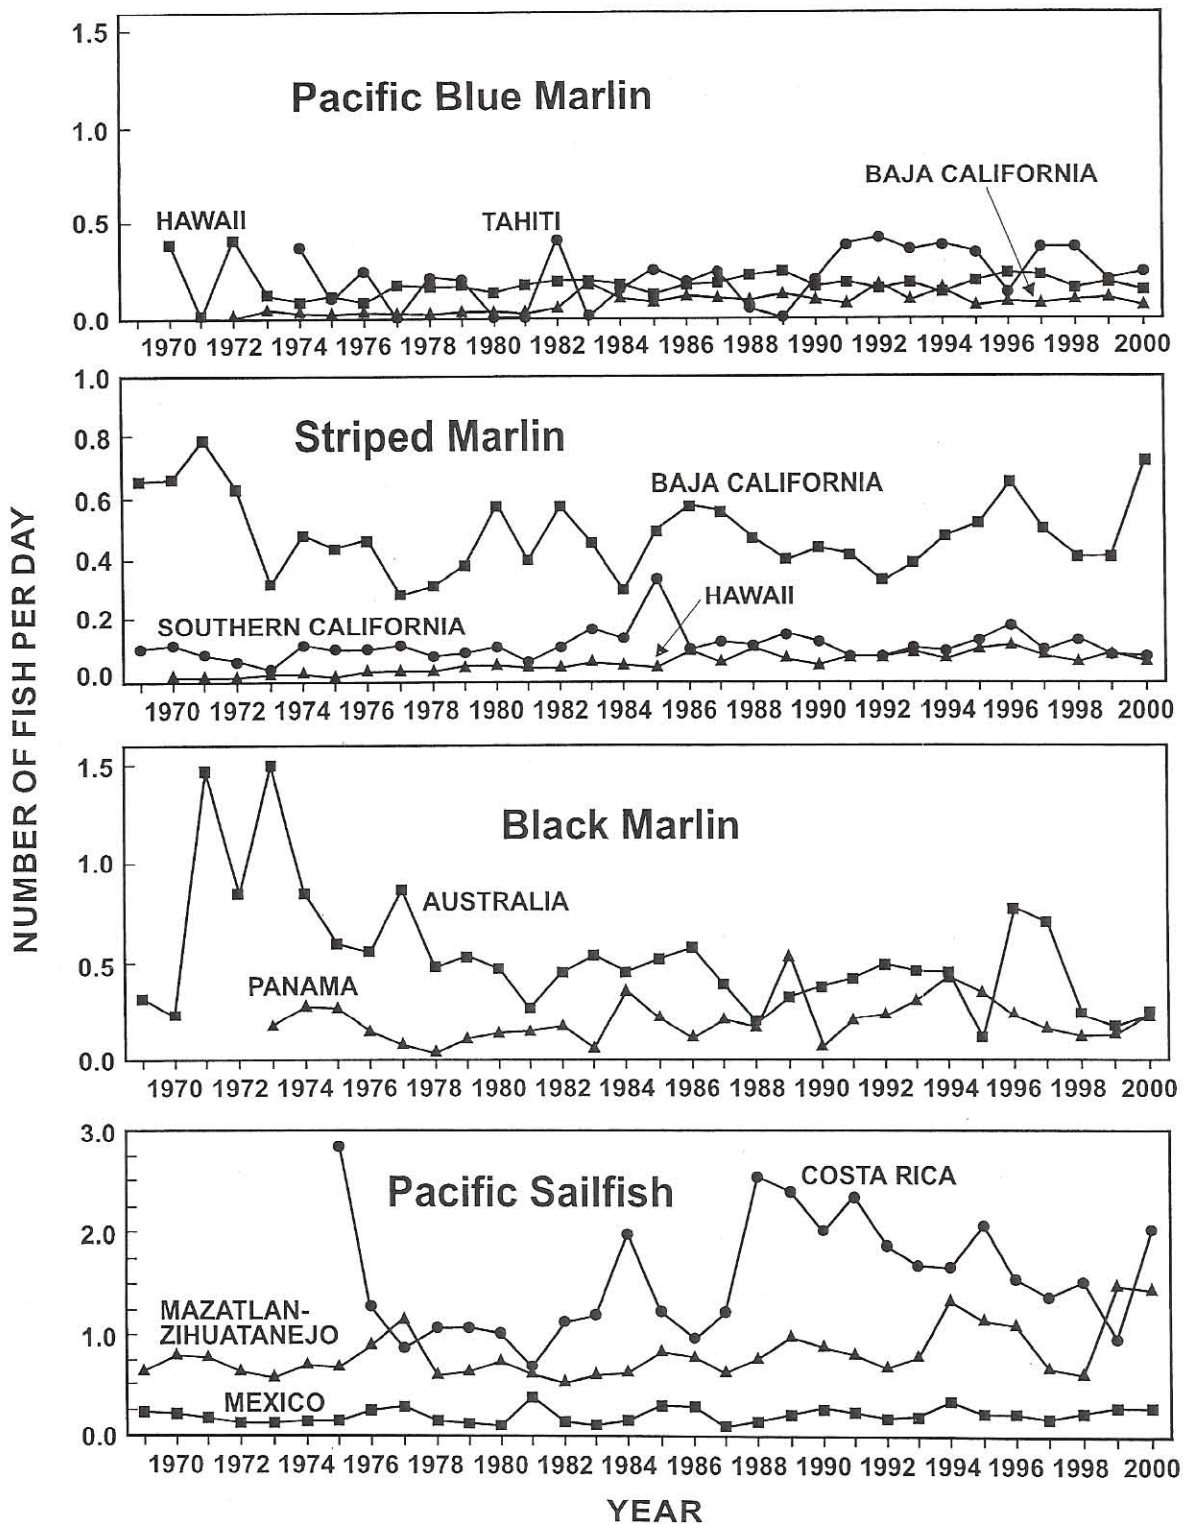 NUMBER OF FISH PER DAY
1.5
Pacific Blue Marlin
1.0
BAJA CALIFORNIA
0.5
HAWAII
TAHITI
0.0
1970 1972 1974 1976 1978 1980 1982 1984 1986 1988 1990 1992 1994 1996 1998 2000
1.0
Striped Marlin
0.8
BAJA CALIFORNIA
0.6
0.4
HAWAII
0.2
SOUTHERN CALIFORNIA
0.0
1970 1972 1974 1976 1978 1980 1982 1984 1986 1988 1990 1992 1994 1996 1998 2000
1.5
Black Marlin
1.0
AUSTRALIA
0.5
PANAMA
0.0
1970 1972 1974 1976 1978 1980 1982 1984 1986 1988 1990 1992 1994 1996 1998 2000
3.0
Pacific Sailfish
COSTA RICA
2.0
MAZATLAN-
ZIHUATANEJO
1.0
MEXICO
0.0
1970 1972 1974 1976 1978 1980 1982 1984 1986 1988 1990 1992 1994 1996 1998 2000
YEAR